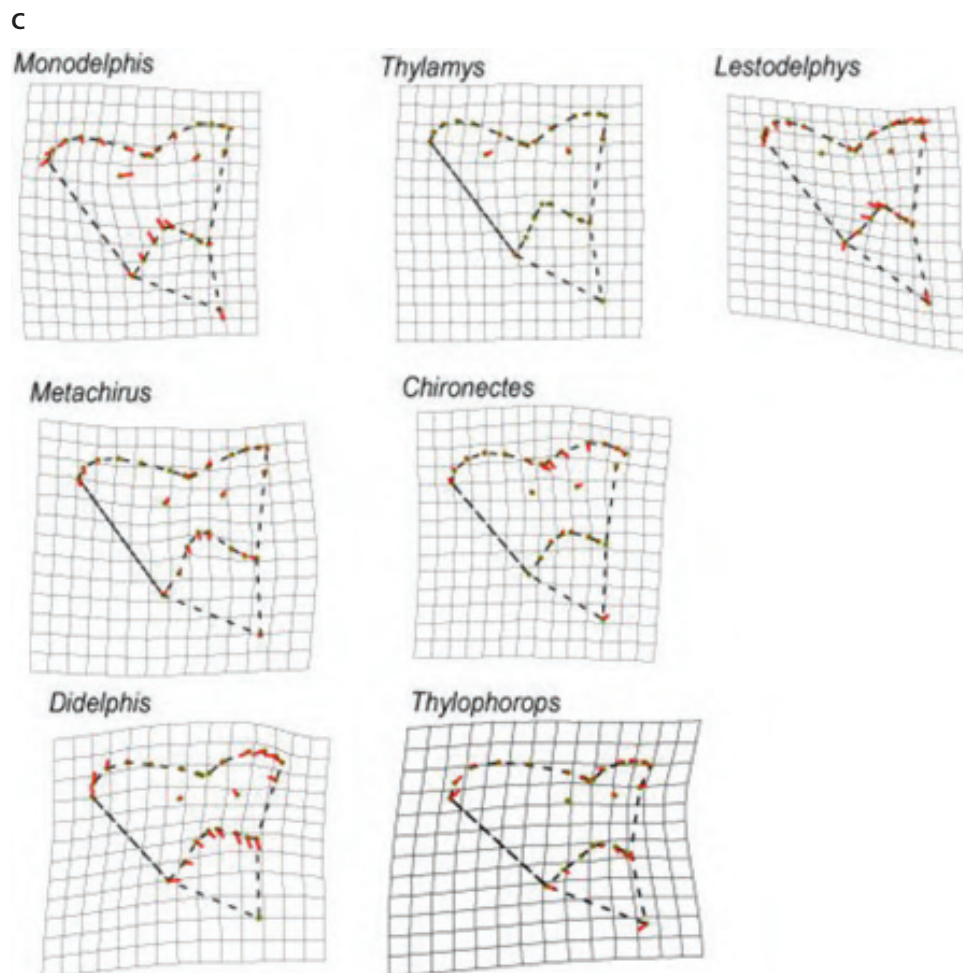 C
Monodelphis
Thylamys
Lestodelphys
Metachirus
Chironectes
Didelphis
Thylophorops